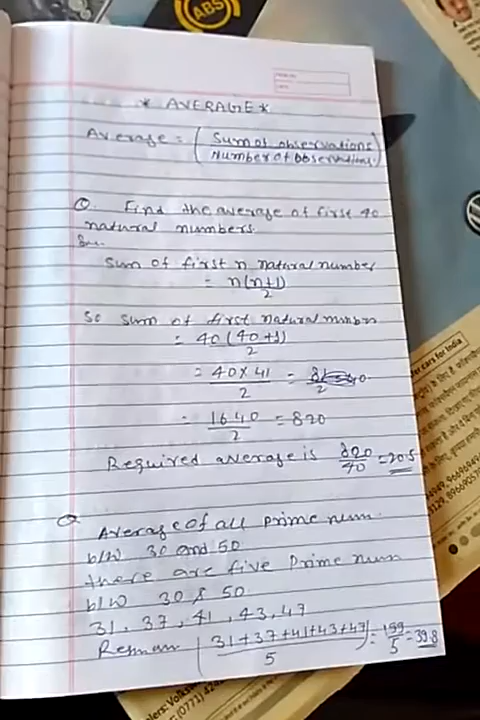 ABS
* AVERAGE *
Average = (Sum of observations / Number of observations)
Q. Find the average of first 40
natural numbers.
Sum of first n natural number
= n(n+1)/2
So sum of first natural number
= 40(40+1)/2
= 40×41/2 =
= 1640/2 = 820
Required average is 820/40 = 20.5
Q Average of all prime num.
b/w 30 and 50
there are five Prime num
b/w 30 & 50
31, 37, 41, 43, 47
(31+37+41+43+47)/5 = 199/5 = 39.8
cars for India